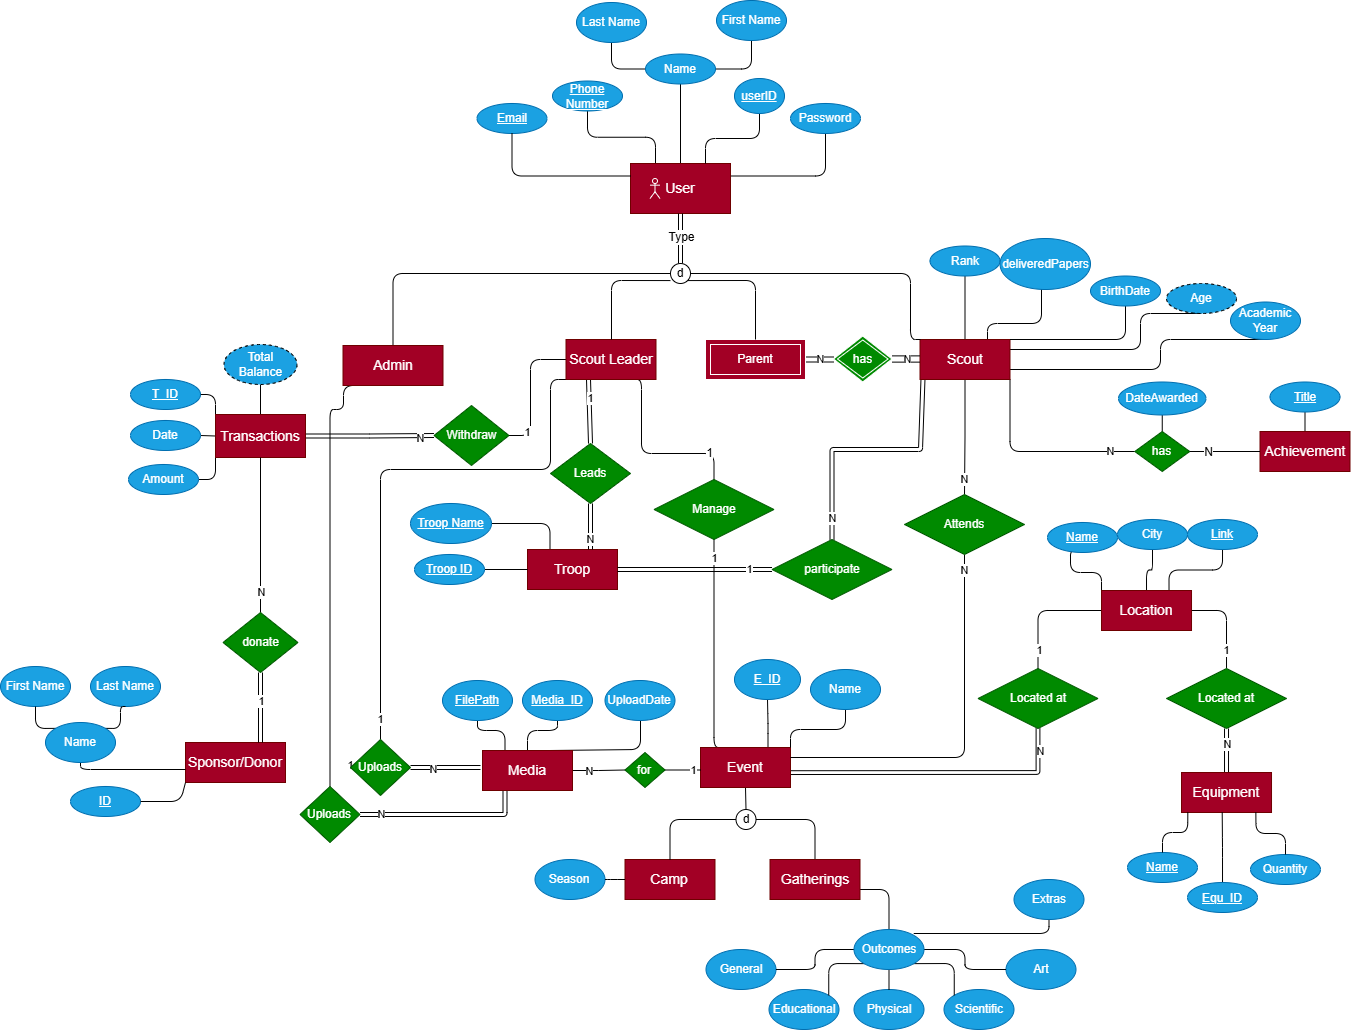 Last Name
First Name
Name
Phone
Number
userID
Email
Password
User
Type
d
Rank
deliveredPapers
BirthDate
Age
Academic
Year
Total
Balance
Admin
Scout Leader
Parent
N
has
N
Scout
T_ID
Date
Amount
Transactions
N
Withdraw
1
1
Leads
N
1
Manage
1
DateAwarded
Title
N
has
N
Achievement
Troop Name
Troop ID
Troop
1
participate
N
N
Attends
N
Name
City
Link
Location
N
donate
1
First Name
Last Name
Name
Sponsor/Donor
ID
1
Located at
N
1
Located at
N
FilePath
Media_ID
UploadDate
E_ID
Name
1
1
Uploads
N
Media
N
for
1
Event
Uploads
N
d
Equipment
Name
Equ_ID
Quantity
Season
Camp
Gatherings
Extras
Outcomes
General
Art
Educational
Physical
Scientific